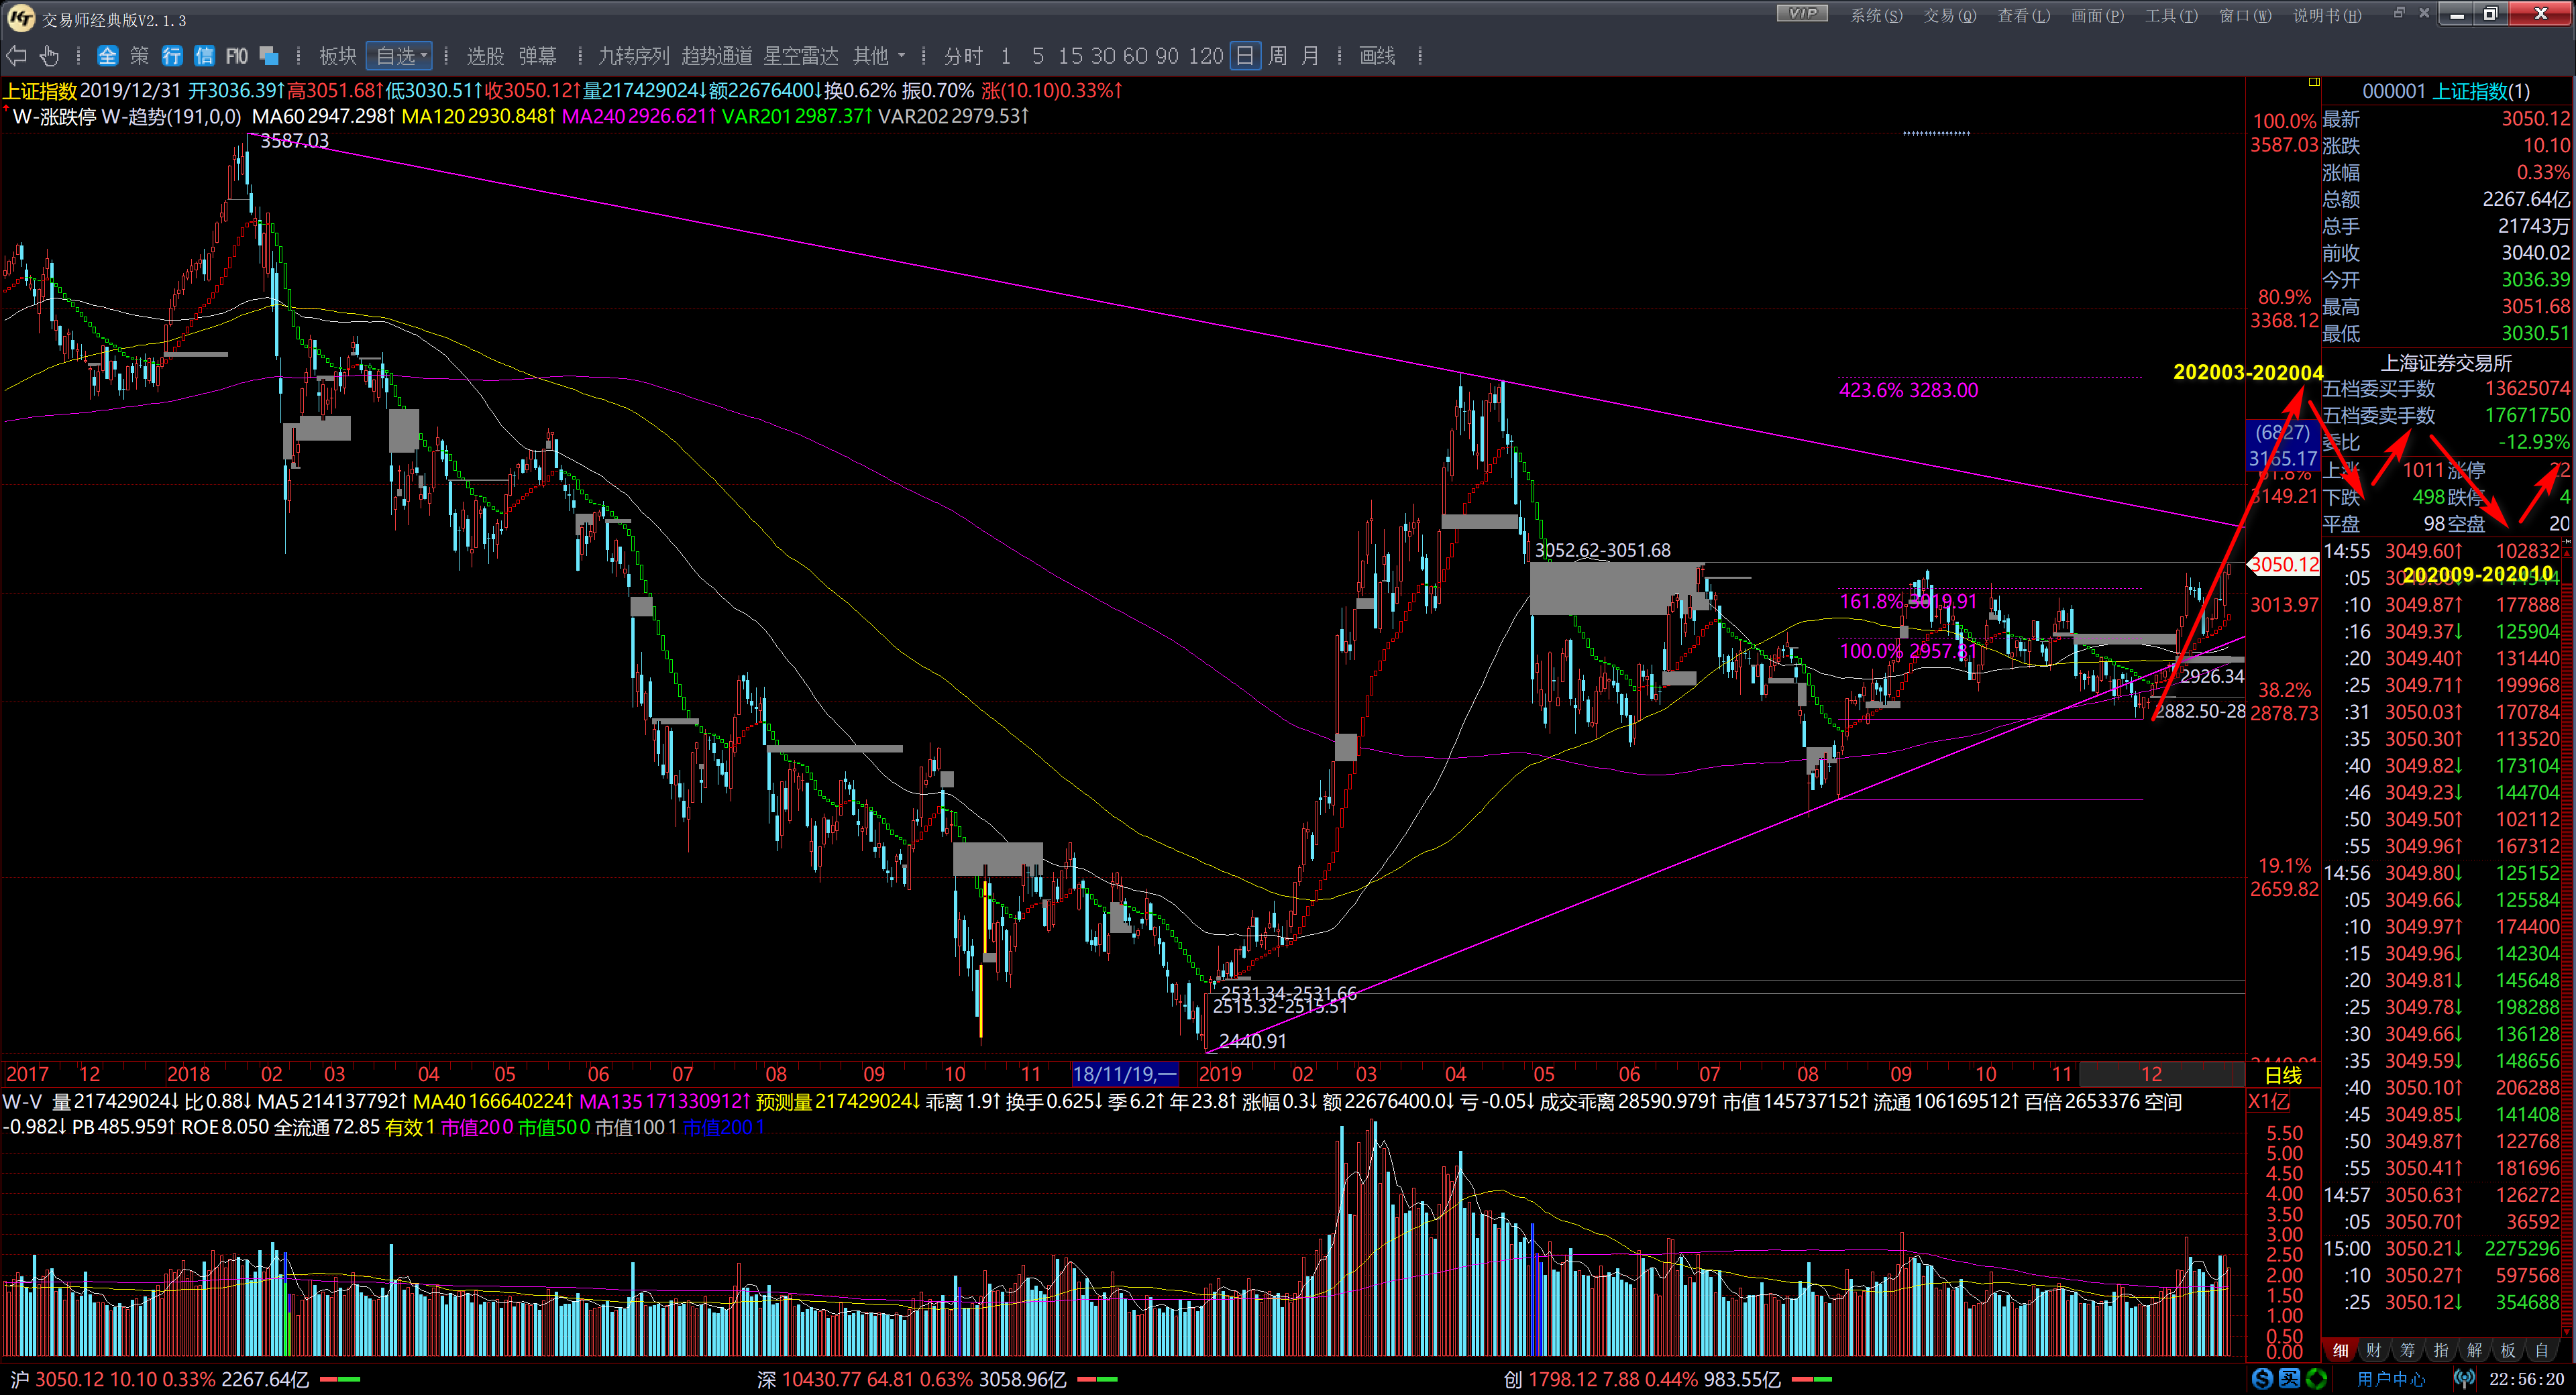 交易师经典版V2.1.3
VIP 系统(S) 交易(Q) 查看(L) 画面(P) 工具(T) 窗口(W) 说明书(H)
全 策 行 信 F10 板块 自选 选股 弹幕 九转序列 趋势通道 星空雷达 其他 分时 1 5 15 30 60 90 120 日 周 月 画线
上证指数2019/12/31 开3036.39↑高3051.68↑低3030.51↑收3050.12↑量217429024↓额22676400↓换0.62% 振0.70% 涨(10.10)0.33%↑
W-涨跌停 W-趋势(191,0,0) MA60 2947.298↑ MA120 2930.848↑ MA240 2926.621↑ VAR201 2987.37↑ VAR202 2979.53↑
3587.03
3052.62-3051.68
423.6% 3283.00
161.8% 3019.91
100.0% 2957.81
2926.34
2882.50-28
2531.34-2531.66
2515.32-2515.51
2440.91
202003-202004
202009-202010
100.0%
3587.03
80.9%
3368.12
(6827)
3165.17
61.8%
3149.21
3050.12
3013.97
38.2%
2878.73
19.1%
2659.82
2440.91
2017 12 2018 02 03 04 05 06 07 08 09 10 11 18/11/19,一 2019 02 03 04 05 06 07 08 09 10 11 12 日线
W-V 量217429024↓ 比0.88↓ MA5 214137792↑ MA40 166640224↑ MA135 171330912↑ 预测量217429024↓ 乖离1.9↑ 换手0.625↓ 季6.2↑ 年23.8↑ 涨幅0.3↓ 额22676400.0↓ 亏-0.05↓ 成交乖离28590.979↑ 市值145737152↑ 流通106169512↑ 百倍2653376 空间
-0.982↓ PB485.959↑ ROE8.050 全流通72.85 有效1 市值20 0 市值50 0 市值100 1 市值200 1
X1亿
5.50
5.00
4.50
4.00
3.50
3.00
2.50
2.00
1.50
1.00
0.50
0.00
000001 上证指数(1)
最新 3050.12
涨跌 10.10
涨幅 0.33%
总额 2267.64亿
总手 21743万
前收 3040.02
今开 3036.39
最高 3051.68
最低 3030.51
上海证券交易所
五档委买手数 13625074
五档委卖手数 17671750
委比 -12.93%
上涨 1011 涨停
下跌 498 跌停 4
平盘 98 空盘 20
14:55 3049.60↑ 102832
:05
:10 3049.87↑ 177888
:16 3049.37↓ 125904
:20 3049.40↑ 131440
:25 3049.71↑ 199968
:31 3050.03↑ 170784
:35 3050.30↑ 113520
:40 3049.82↓ 173104
:46 3049.23↓ 144704
:50 3049.50↑ 102112
:55 3049.96↑ 167312
14:56 3049.80↓ 125152
:05 3049.66↓ 125584
:10 3049.97↑ 174400
:15 3049.96↓ 142304
:20 3049.81↓ 145648
:25 3049.78↓ 198288
:30 3049.66↓ 136128
:35 3049.59↓ 148656
:40 3050.10↑ 206288
:45 3049.85↓ 141408
:50 3049.87↑ 122768
:55 3050.41↑ 181696
14:57 3050.63↑ 126272
:05 3050.70↑ 36592
15:00 3050.21↓ 2275296
:10 3050.27↑ 597568
:25 3050.12↓ 354688
细 财 筹 指 解 板 自
沪 3050.12 10.10 0.33% 2267.64亿 深 10430.77 64.81 0.63% 3058.96亿 创 1798.12 7.88 0.44% 983.55亿 用户中心 22:56:20